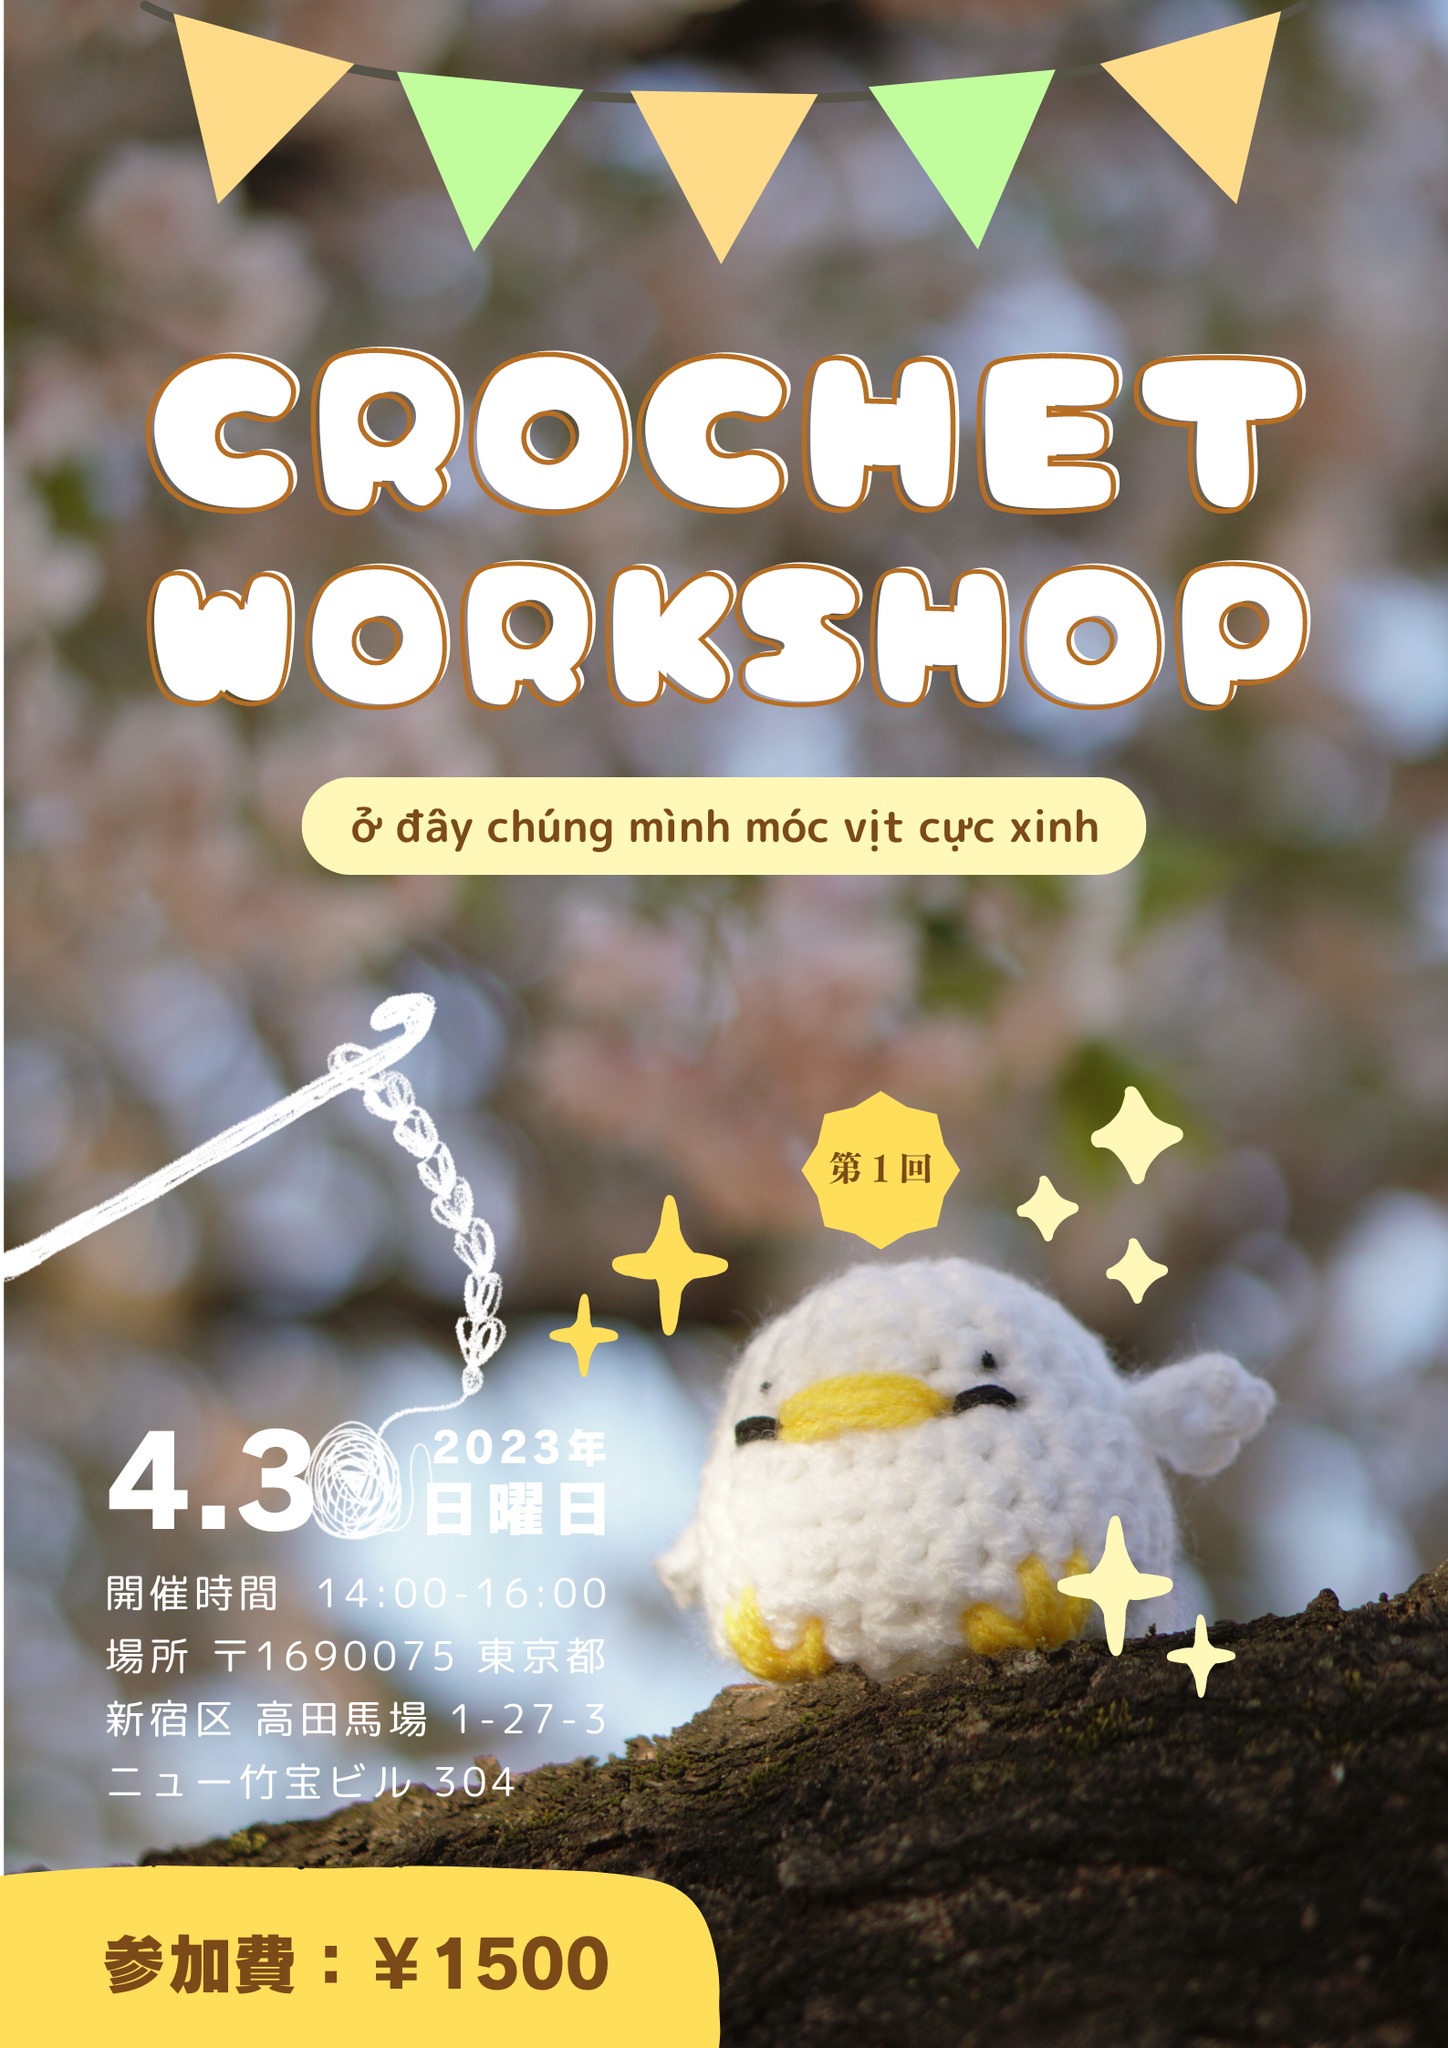 CROCHET
WORKSHOP
ở đây chúng mình móc vịt cực xinh
第1回
4.30 2023年
日曜日
開催時間 14:00-16:00
場所 〒1690075 東京都
新宿区 高田馬場 1-27-3
ニュー竹宝ビル 304
参加費：¥1500